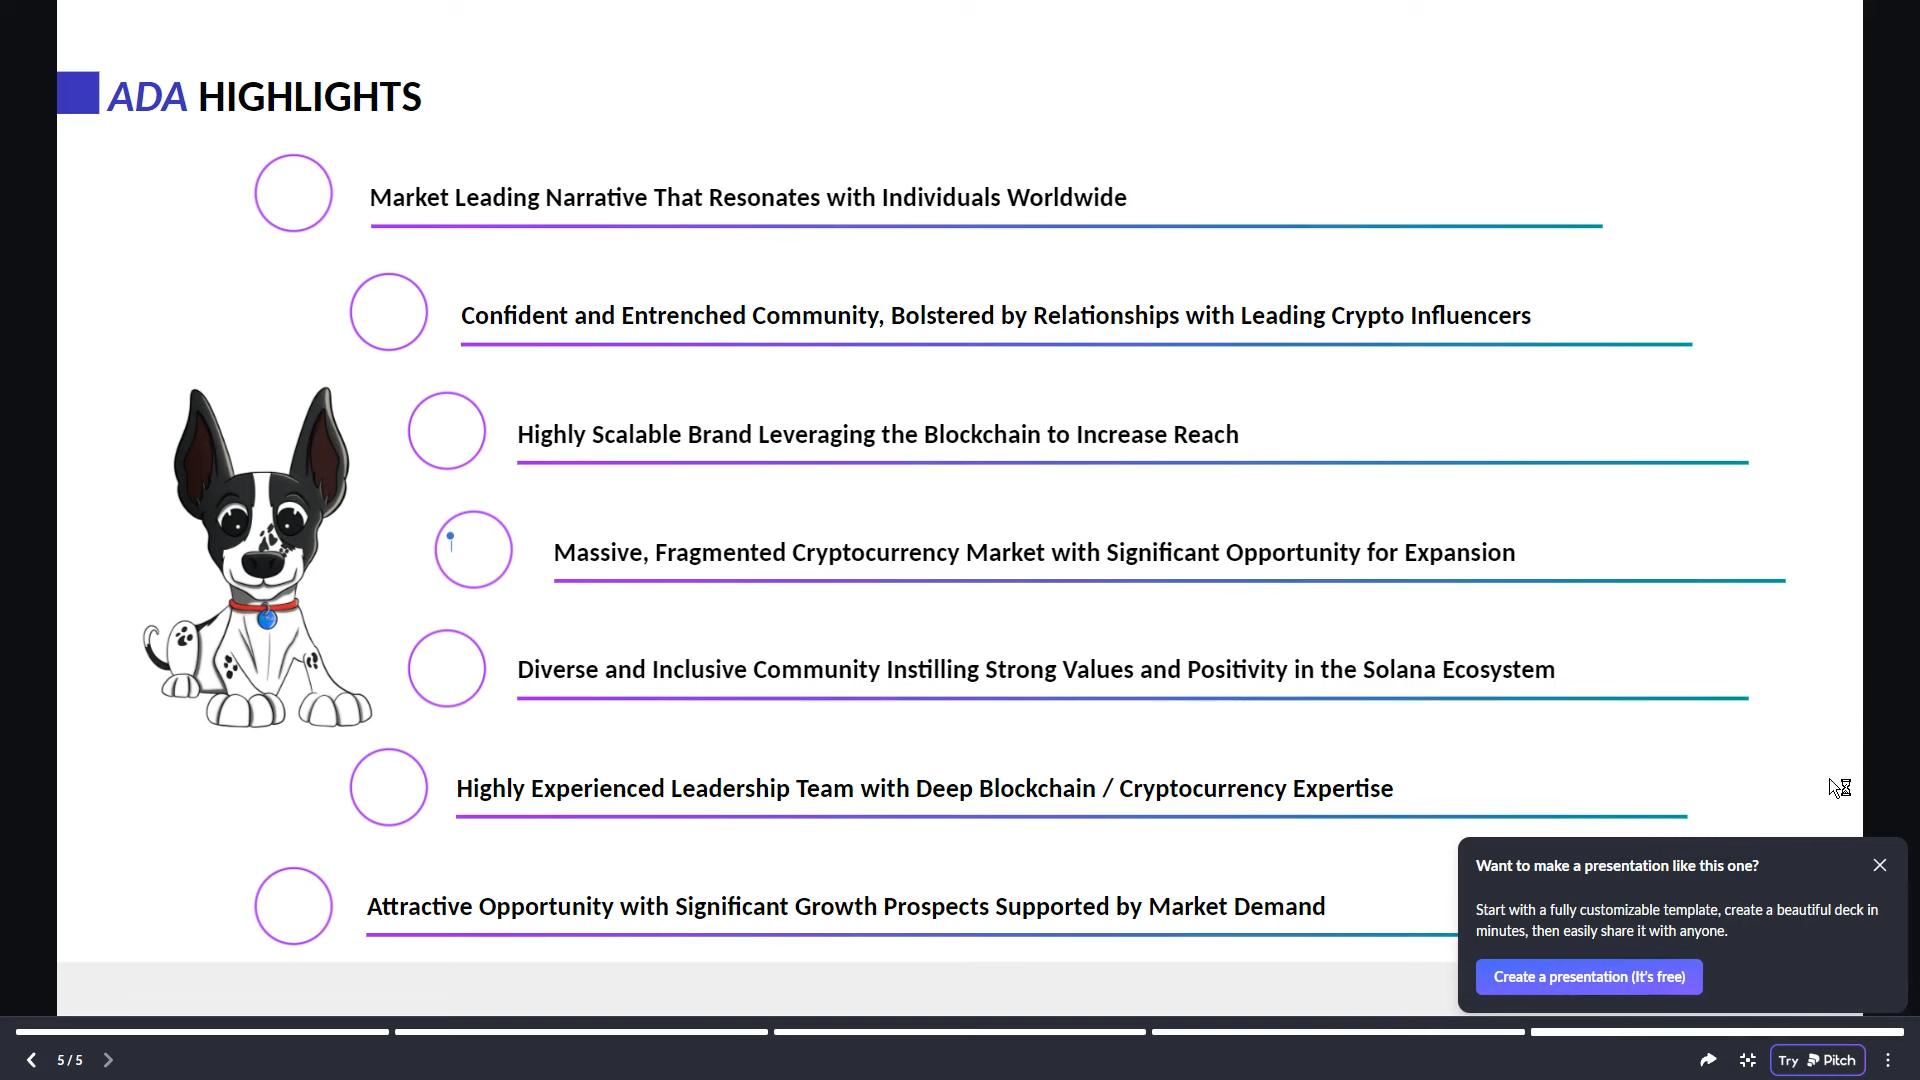 ADA HIGHLIGHTS
Market Leading Narrative That Resonates with Individuals Worldwide
Confident and Entrenched Community, Bolstered by Relationships with Leading Crypto Influencers
Highly Scalable Brand Leveraging the Blockchain to Increase Reach
Massive, Fragmented Cryptocurrency Market with Significant Opportunity for Expansion
Diverse and Inclusive Community Instilling Strong Values and Positivity in the Solana Ecosystem
Highly Experienced Leadership Team with Deep Blockchain / Cryptocurrency Expertise
Attractive Opportunity with Significant Growth Prospects Supported by Market Demand
Want to make a presentation like this one?
Start with a fully customizable template, create a beautiful deck in
minutes, then easily share it with anyone.
Create a presentation (It's free)
5 / 5
Try Pitch